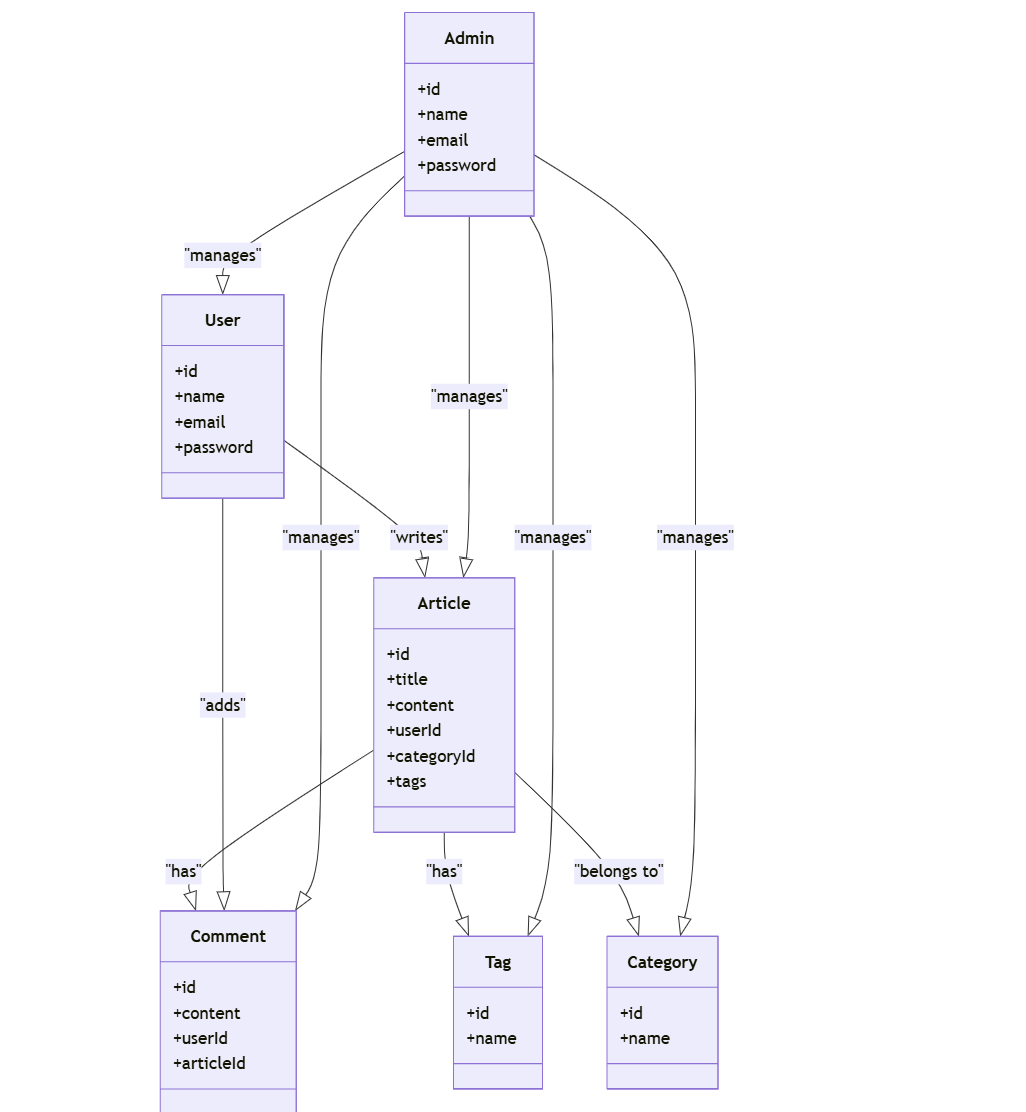 Admin
+id
+name
+email
+password
"manages"
User
+id
+name
+email
+password
"manages"
"manages"
"writes"
"manages"
"manages"
Article
+id
+title
+content
+userId
+categoryId
+tags
"adds"
"has"
"has"
"belongs to"
Comment
+id
+content
+userId
+articleId
Tag
+id
+name
Category
+id
+name